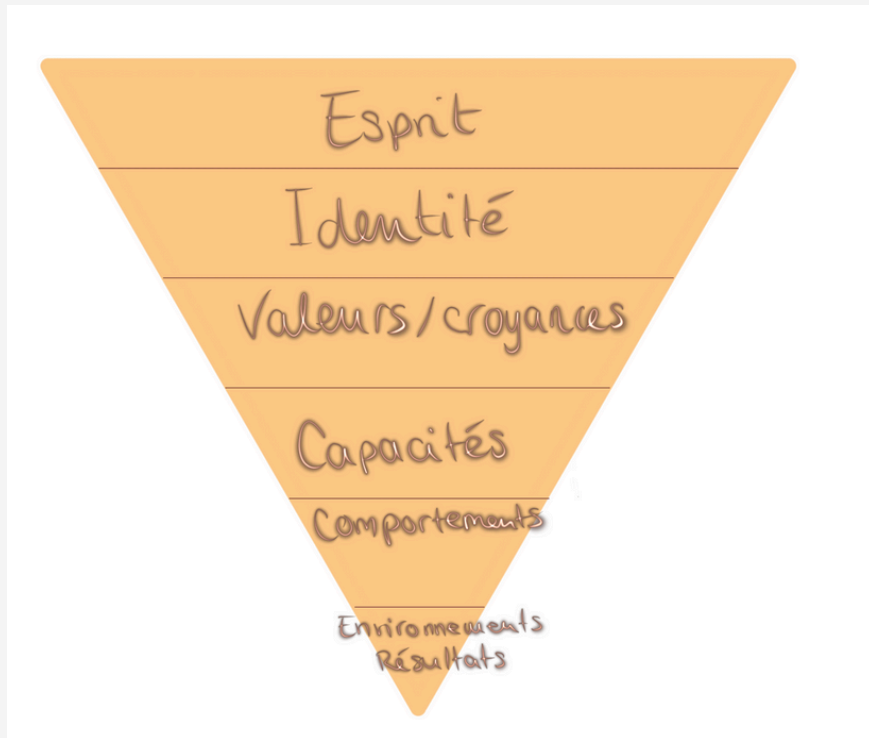 Esprit
Identité
Valeurs/croyances
Capacités
Comportements
Environnements
Résultats